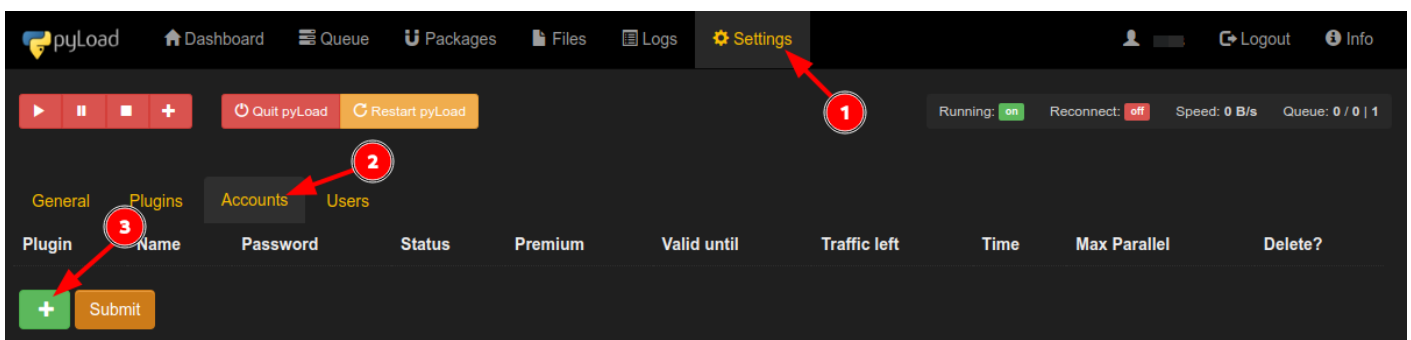 pyLoad Dashboard Queue Packages Files Logs Settings Logout Info
1
Quit pyLoad Restart pyLoad Running: on Reconnect: off Speed: 0 B/s Queue: 0 / 0 | 1
2
General Plugins Accounts Users
3
Plugin Name Password Status Premium Valid until Traffic left Time Max Parallel Delete?
Submit